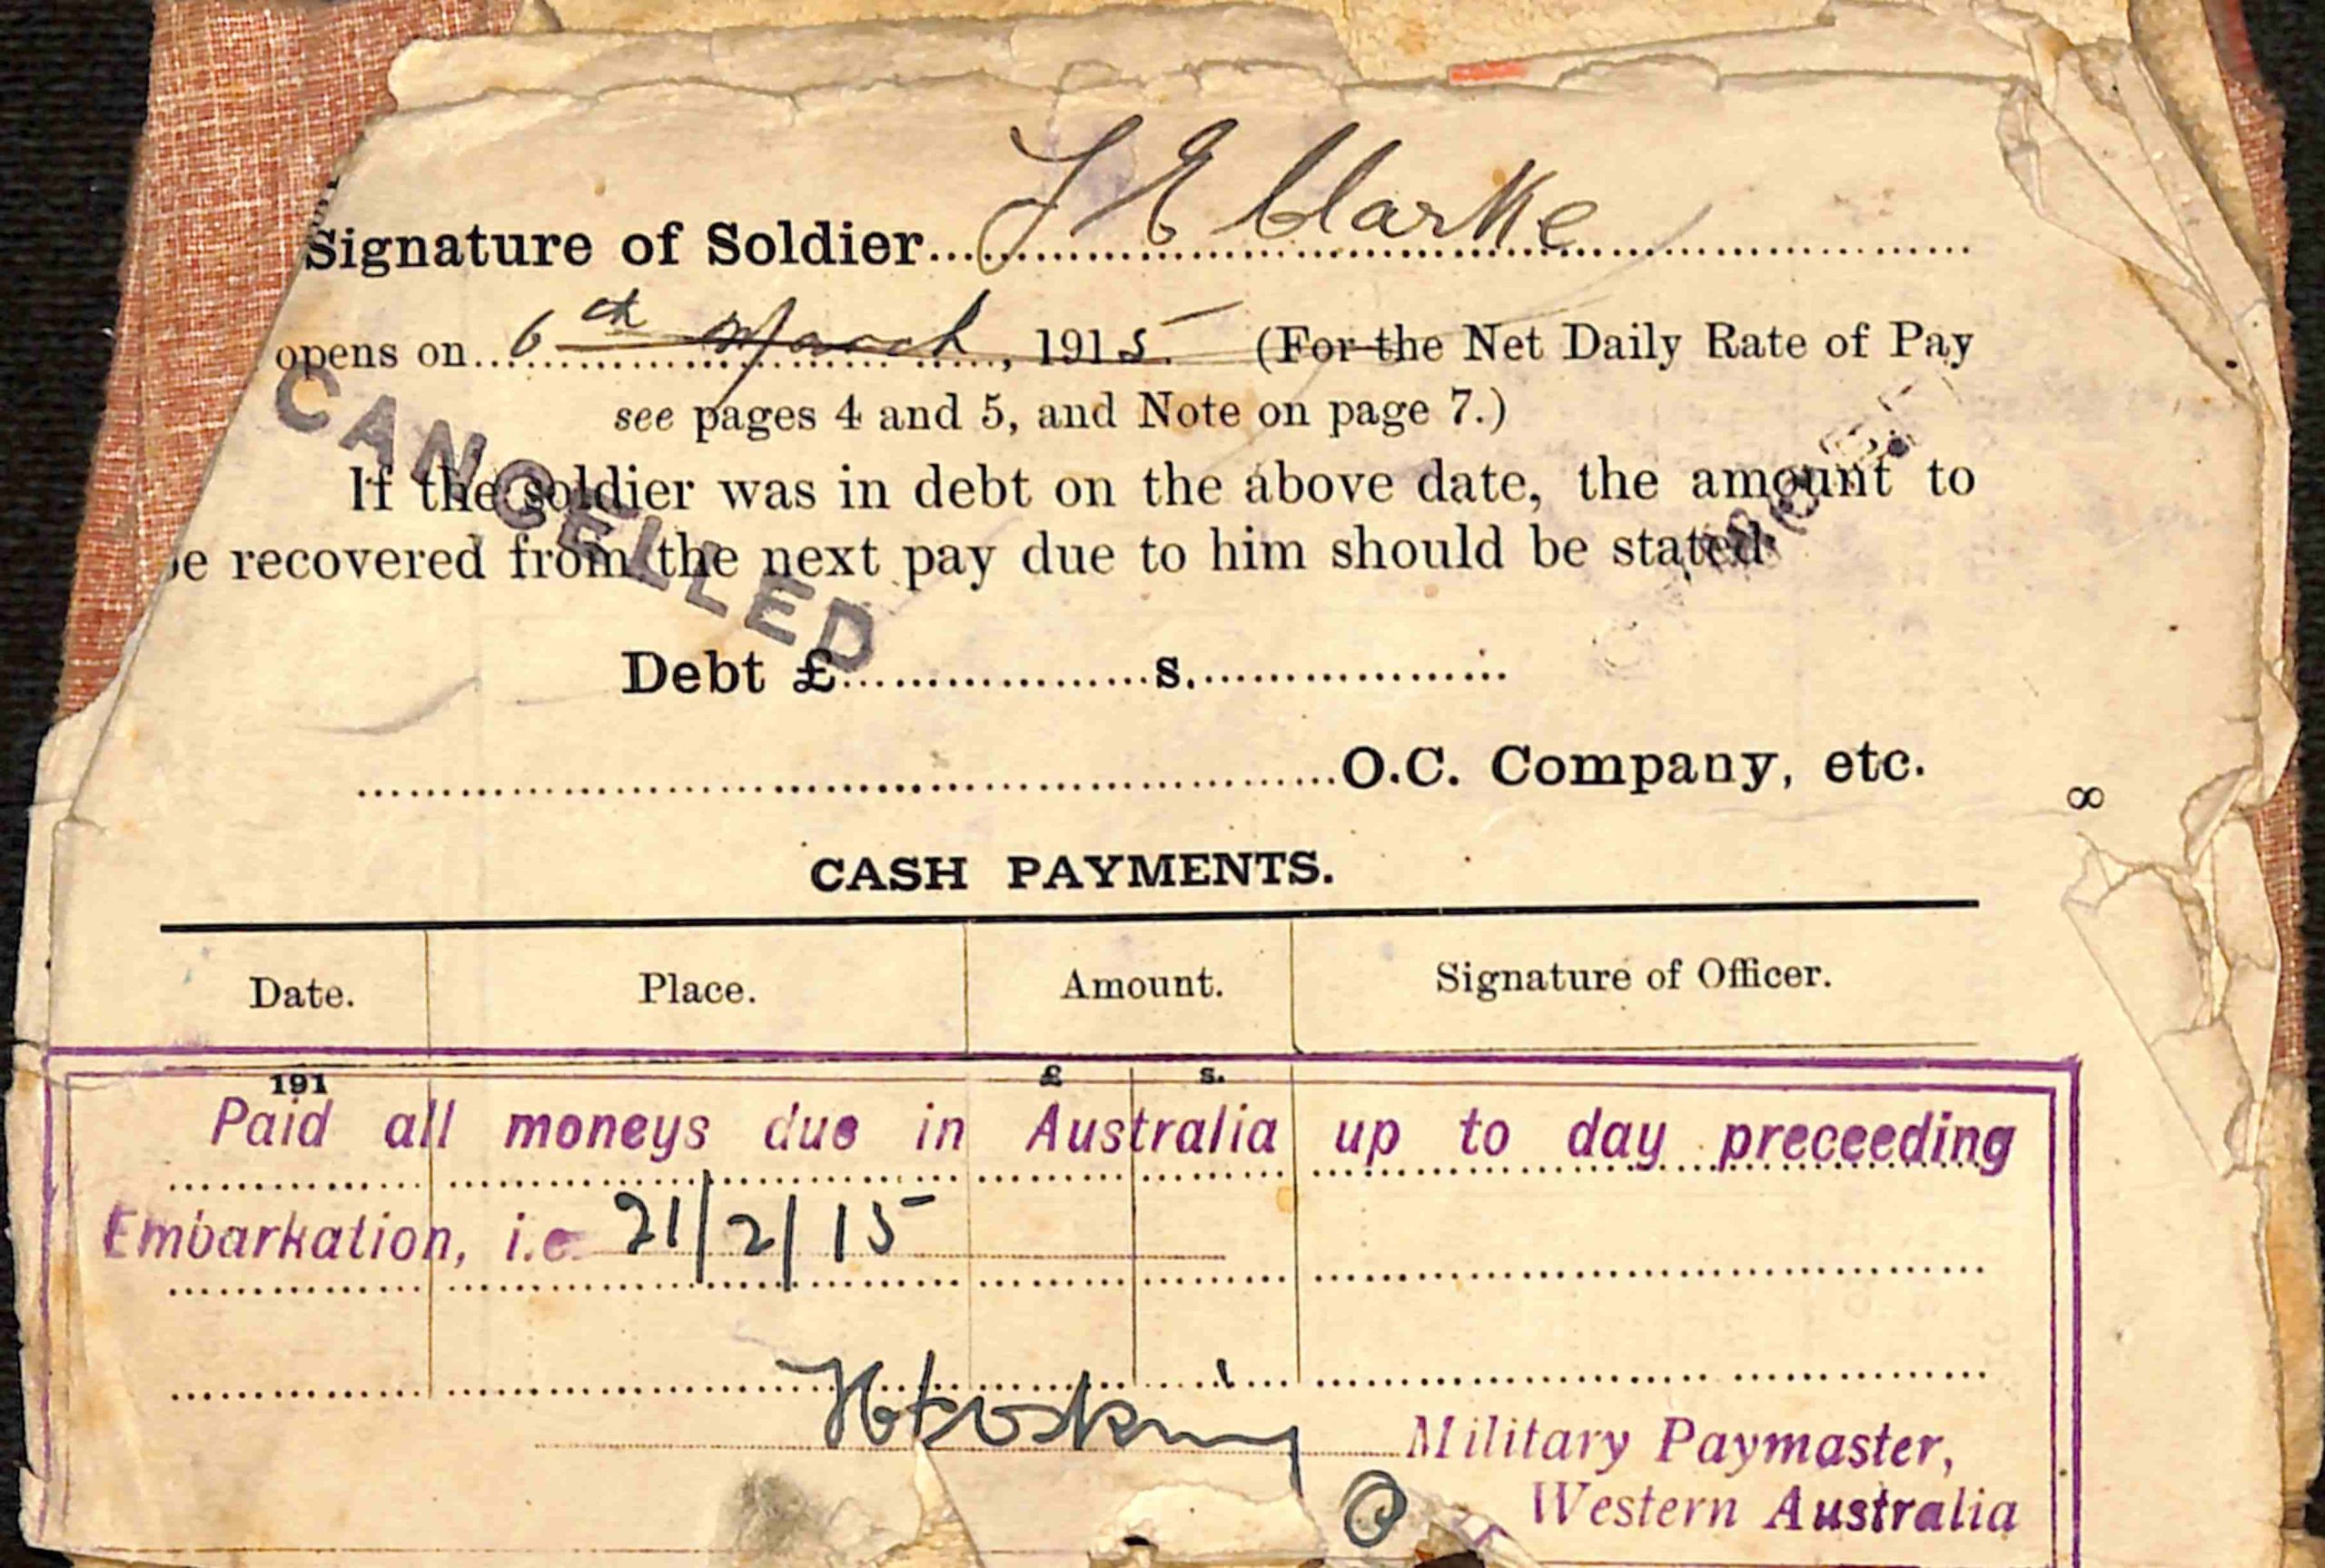 Signature of Soldier J E Clarke
opens on 6th March, 1915. (For the Net Daily Rate of Pay
see pages 4 and 5, and Note on page 7.)
CANCELLED
If the soldier was in debt on the above date, the amount to
be recovered from the next pay due to him should be stated
Debt £ s.
O.C. Company, etc.
8
CASH PAYMENTS.
Date. Place. Amount. Signature of Officer.
191 £ s.
Paid all moneys due in Australia up to day preceeding
Embarkation, i.e. 21/2/15
Military Paymaster,
Western Australia